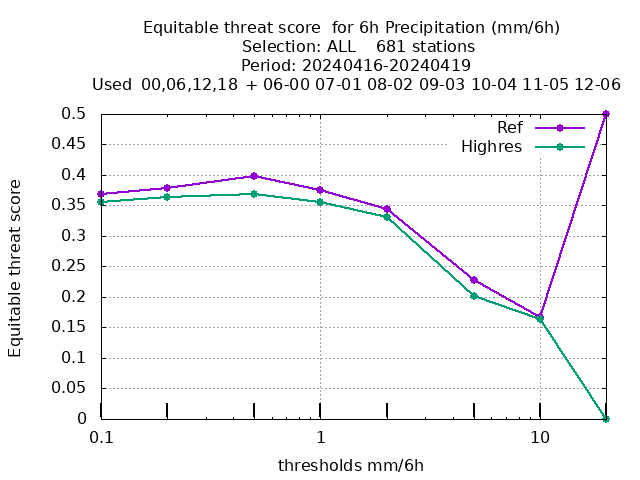 Equitable threat score  for 6h Precipitation (mm/6h)
Selection: ALL    681 stations
Period: 20240416-20240419
Used  00,06,12,18  + 06-00 07-01 08-02 09-03 10-04 11-05 12-06
Ref
Highres
0.5
0.45
0.4
0.35
0.3
0.25
0.2
0.15
0.1
0.05
0
Equitable threat score
0.1 1 10
thresholds mm/6h